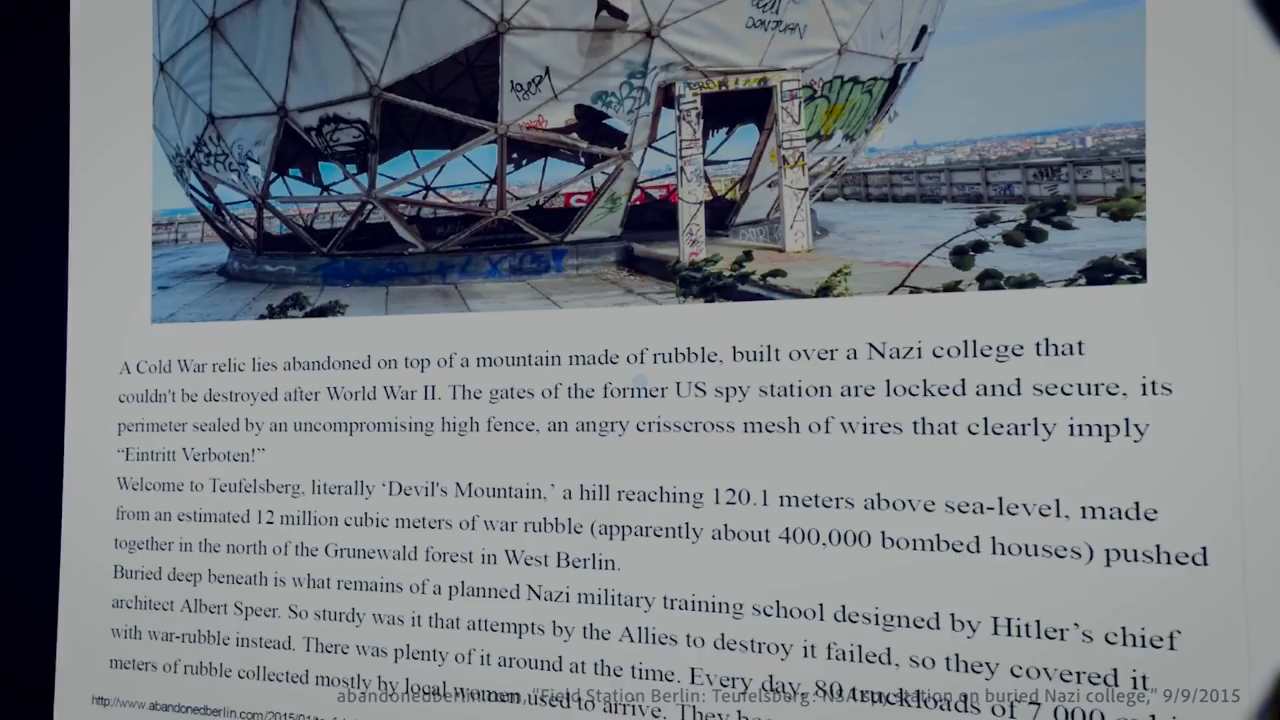 DONJUAN
A Cold War relic lies abandoned on top of a mountain made of rubble, built over a Nazi college that
couldn't be destroyed after World War II. The gates of the former US spy station are locked and secure, its
perimeter sealed by an uncompromising high fence, an angry crisscross mesh of wires that clearly imply
“Eintritt Verboten!”
Welcome to Teufelsberg, literally ‘Devil's Mountain,’ a hill reaching 120.1 meters above sea-level, made
from an estimated 12 million cubic meters of war rubble (apparently about 400,000 bombed houses) pushed
together in the north of the Grunewald forest in West Berlin.
Buried deep beneath is what remains of a planned Nazi military training school designed by Hitler’s chief
architect Albert Speer. So sturdy was it that attempts by the Allies to destroy it failed, so they covered it
with war-rubble instead. There was plenty of it around at the time. Every day, 80 truckloads of 7,000
meters of rubble collected mostly by local women, used to arrive. They
abandonedberlin.com, “Field Station Berlin: Teufelsberg: NSA spy station on buried Nazi college,” 9/9/2015
http://www.abandonedberlin.com/2015/01/